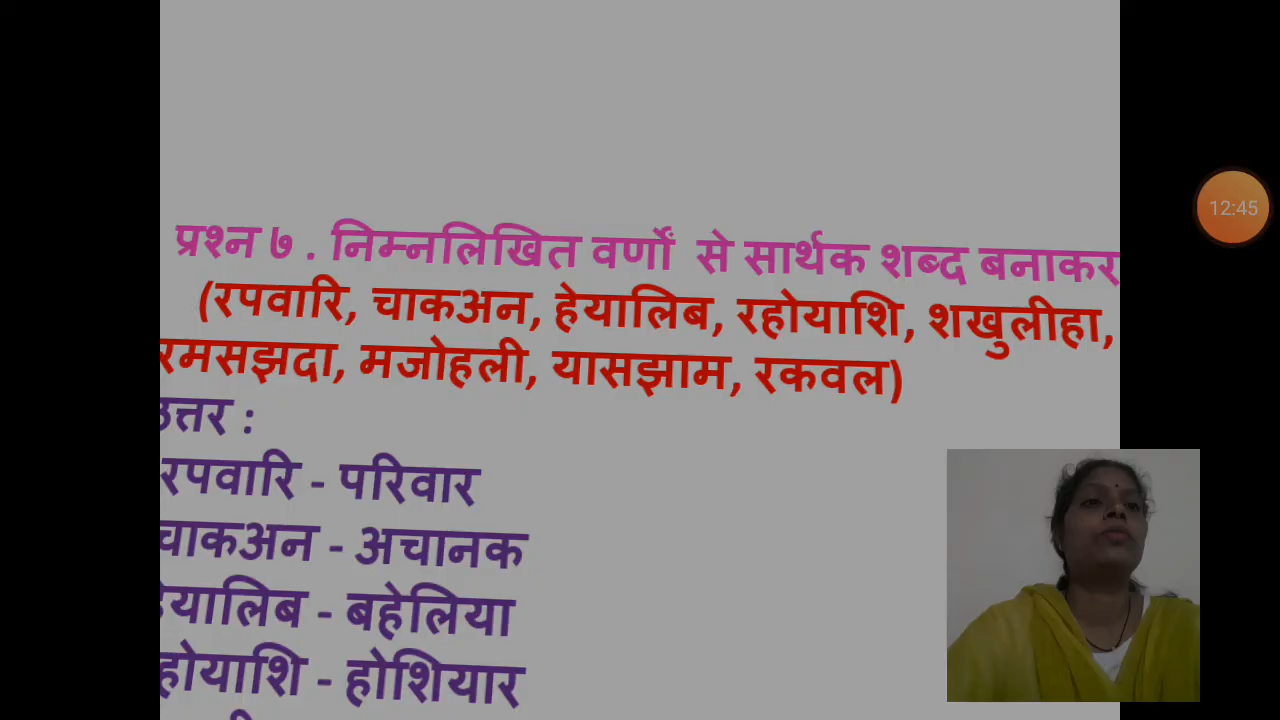 प्रश्न ७ . निम्नलिखित वर्णों से सार्थक शब्द बनाकर
(रपवारि, चाकअन, हेयालिब, रहोयाशि, शखुलीहा,
रमसझदा, मजोहली, यासझाम, रकवल)
उत्तर :
रपवारि - परिवार
चाकअन - अचानक
हेयालिब - बहेलिया
होयाशि - होशियार
12:45